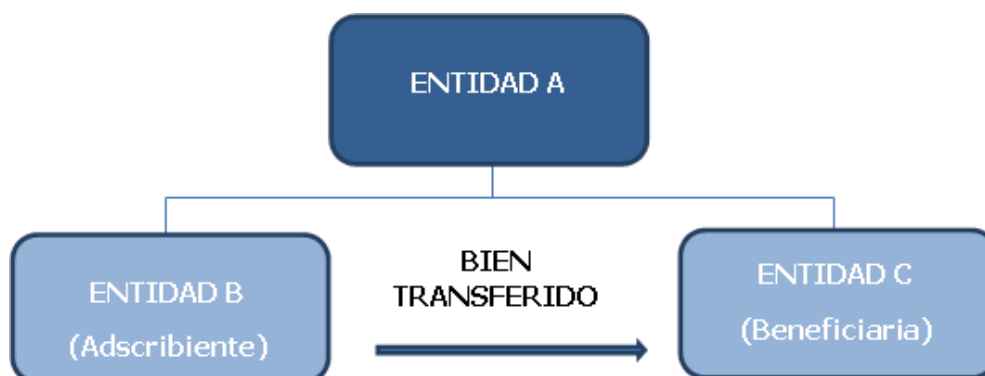 ENTIDAD A
ENTIDAD B
(Adscribiente)
BIEN
TRANSFERIDO
ENTIDAD C
(Beneficiaria)